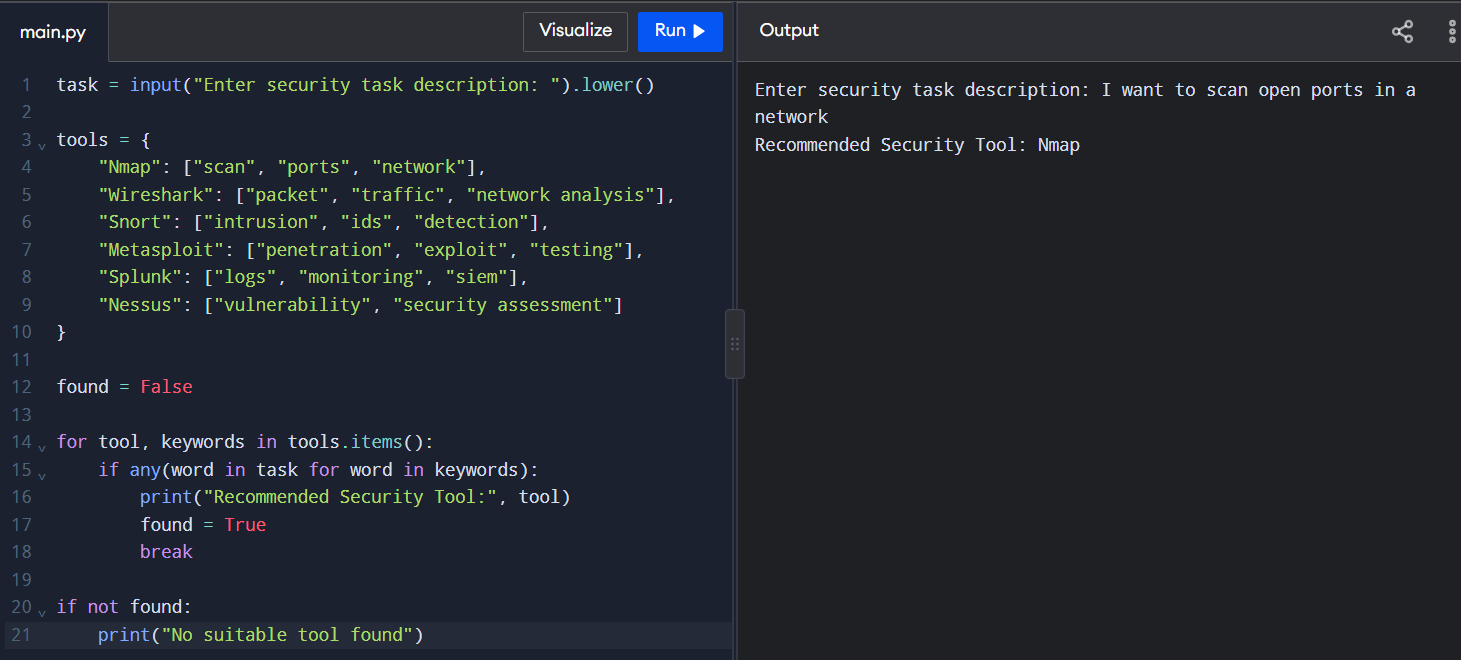 main.py
Visualize
Run
Output
1 task = input("Enter security task description: ").lower()
2
3 tools = {
4     "Nmap": ["scan", "ports", "network"],
5     "Wireshark": ["packet", "traffic", "network analysis"],
6     "Snort": ["intrusion", "ids", "detection"],
7     "Metasploit": ["penetration", "exploit", "testing"],
8     "Splunk": ["logs", "monitoring", "siem"],
9     "Nessus": ["vulnerability", "security assessment"]
10 }
11
12 found = False
13
14 for tool, keywords in tools.items():
15     if any(word in task for word in keywords):
16         print("Recommended Security Tool:", tool)
17         found = True
18         break
19
20 if not found:
21     print("No suitable tool found")
Enter security task description: I want to scan open ports in a
network
Recommended Security Tool: Nmap